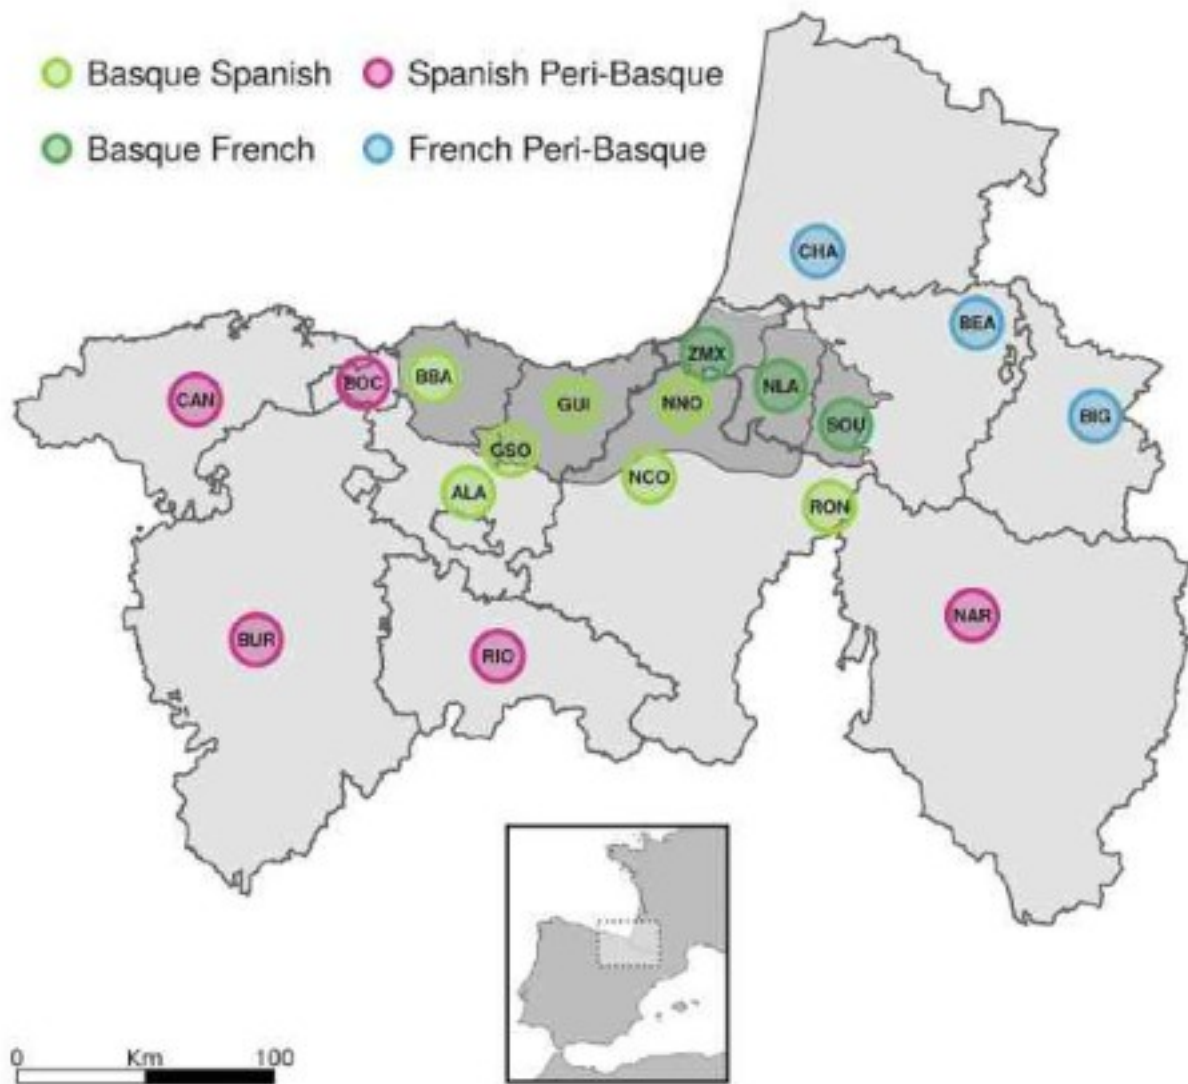 Basque Spanish
Spanish Peri-Basque
Basque French
French Peri-Basque
CHA
BEA
ZMX
BOC
BBA
NLA
CAN
GUI
NNO
BIG
SOU
GSO
NCO
ALA
RON
NAR
BUR
RIO
0 Km 100